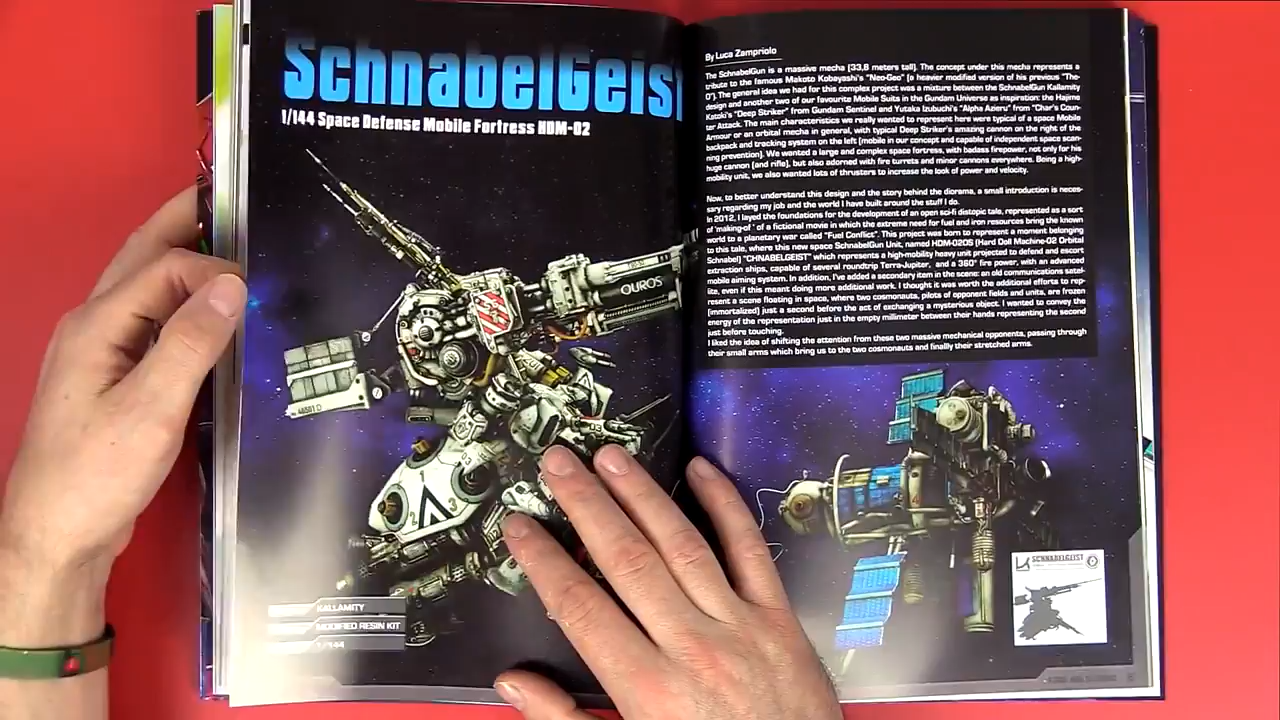 SchnabelGeist
1/144 Space Defense Mobile Fortress HDM-02
OUROS
46501 D
KALLAMITY
MODIFIED RESIN KIT
1/144
By Luca Zampriolo
The SchnabelGun is a massive mecha [33,8 meters tall]. The concept under this mecha represents a
tribute to the famous Makoto Kobayashi's "Neo-Geo" [a heavier modified version of his previous "The-
O"]. The general idea we had for this complex project was a mixture between the SchnabelGun Kallamity
design and another two of our favourite Mobile Suits in the Gundam Universe as inspiration: the Hajime
Katoki's "Deep Striker" from Gundam Sentinel and Yutaka Izubuchi's "Alpha Azieru" from "Char's Coun-
ter Attack. The main characteristics we really wanted to represent here were typical of a space Mobile
Armour or an orbital mecha in general, with typical Deep Striker's amazing cannon on the right of the
backpack and tracking system on the left [mobile in our concept and capable of independent space scan-
ning prevention]. We wanted a large and complex space fortress, with badass firepower, not only for his
huge cannon [and rifle], but also adorned with fire turrets and minor cannons everywhere. Being a high-
mobility unit, we also wanted lots of thrusters to increase the look of power and velocity.
Now, to better understand this design and the story behind the diorama, a small introduction is neces-
sary regarding my job and the world I have built around the stuff I do.
In 2012, I layed the foundations for the development of an open sci-fi distopic tale, represented as a sort
of 'making-of' of a fictional movie in which the extreme need for fuel and iron resources bring the known
world to a planetary war called "Fuel Conflict". This project was born to represent a moment belonging
to this tale, where this new space SchnabelGun Unit, named HDM-02OS [Hard Doll Machine-02 Orbital
Schnabel] "CHNABELGEIST" which represents a high-mobility heavy unit projected to defend and escort
extraction ships, capable of several roundtrip Terra-Jupiter, and a 360° fire power, with an advanced
mobile aiming system. In addition, I've added a secondary item in the scene: an old communications satel-
lite, even if this meant doing more additional work. I thought it was worth the additional efforts to rep-
resent a scene floating in space, where two cosmonauts, pilots of opponent fields and units, are frozen
[immortalized] just a second before the act of exchanging a mysterious object. I wanted to convey the
energy of the representation just in the empty millimeter between their hands representing the second
just before touching.
I liked the idea of shifting the attention from these two massive mechanical opponents, passing through
their small arms which bring us to the two cosmonauts and finally their stretched arms.
SCHNABELGEIST